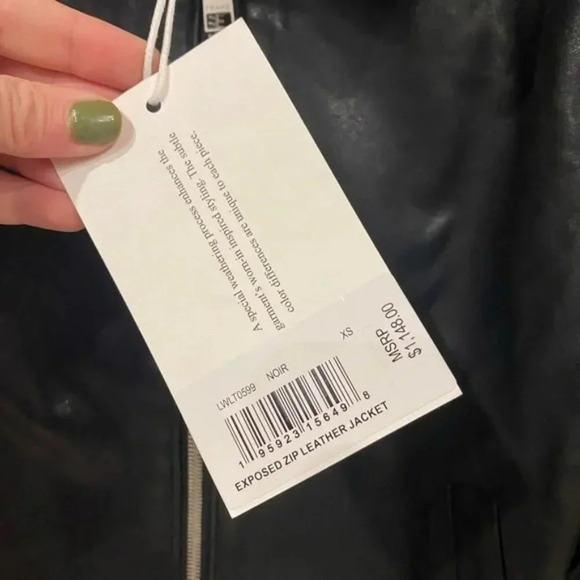 A special weathering process enhances the
garment's worn-in inspired styling. The subtle
color differences are unique to each piece.
LWLT0599 NOIR XS
MSRP
$1,148.00
1 95923 15649 8
EXPOSED ZIP LEATHER JACKET